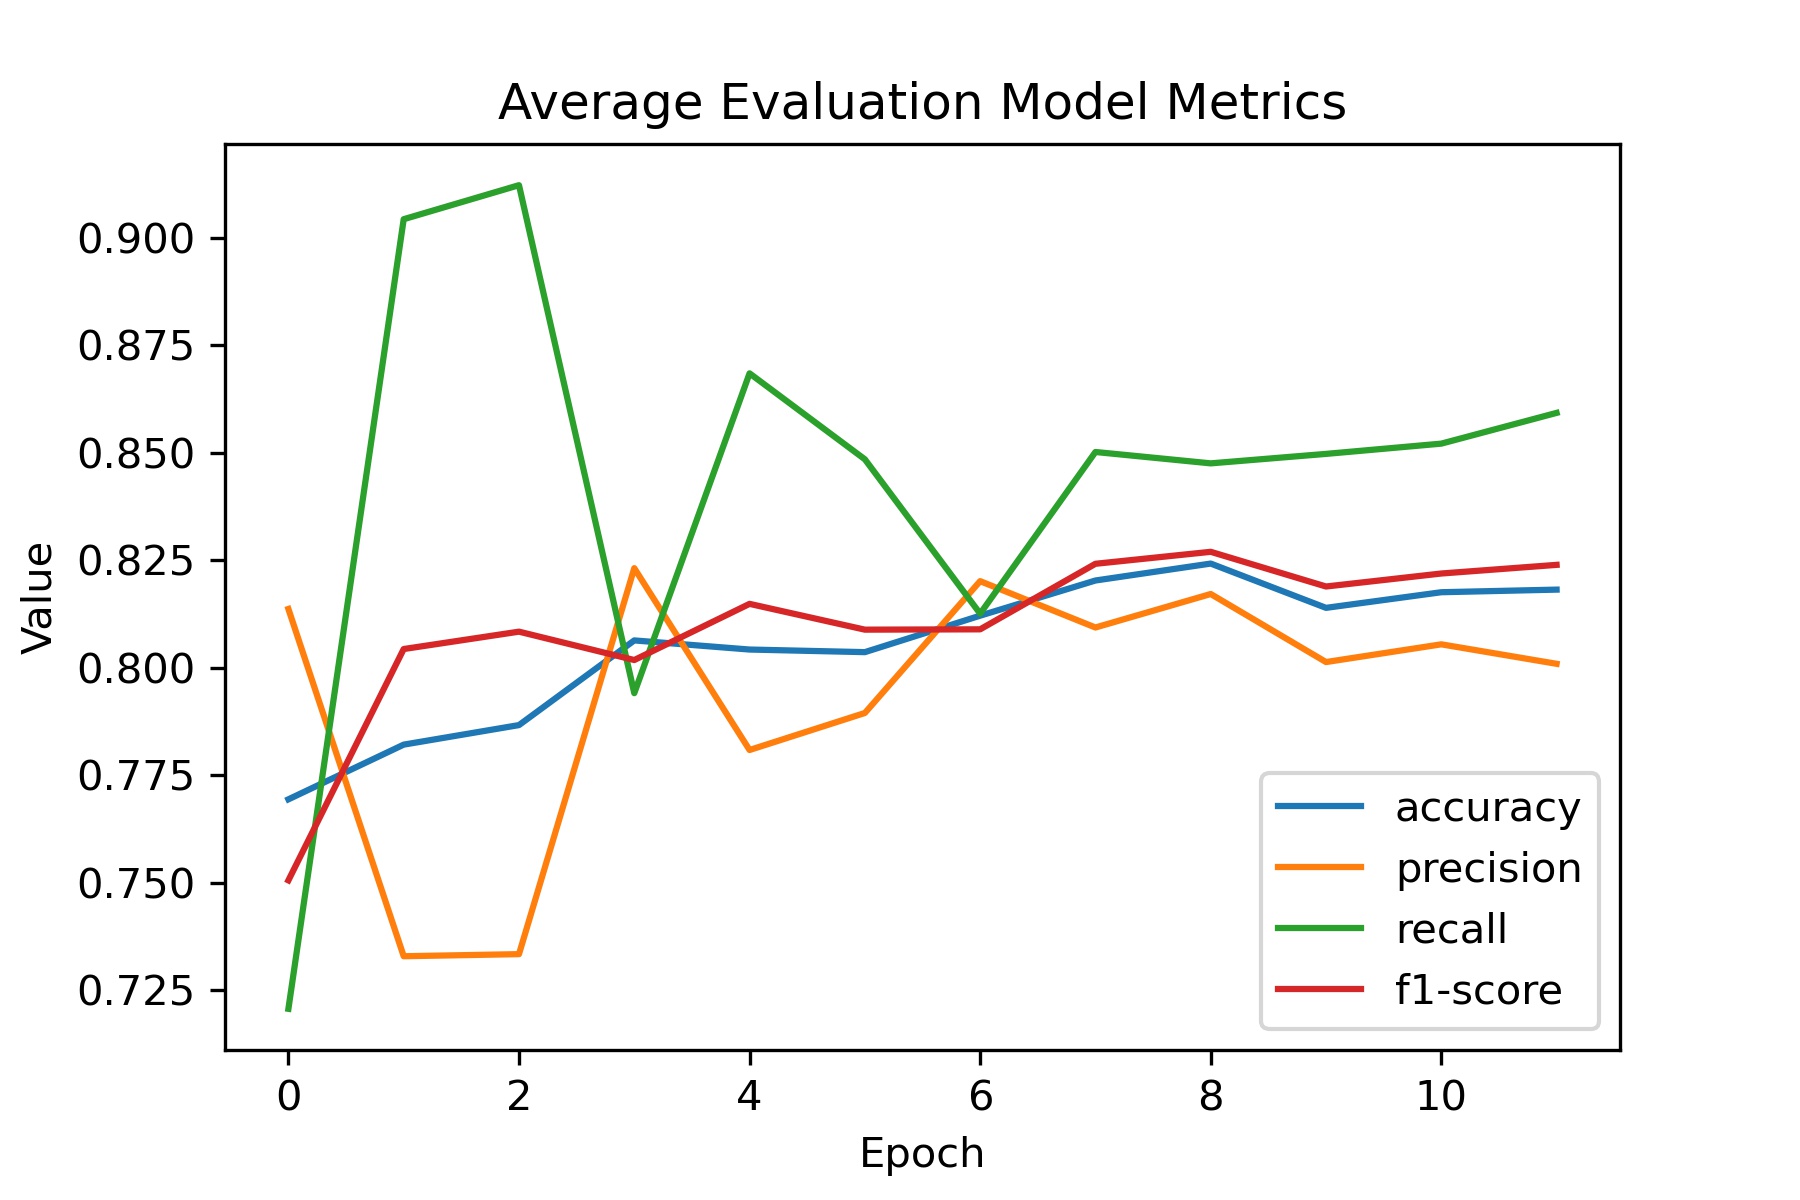 Average Evaluation Model Metrics
0.900
0.875
0.850
0.825
0.800
0.775
0.750
0.725
Value
accuracy
precision
recall
f1-score
0 2 4 6 8 10
Epoch